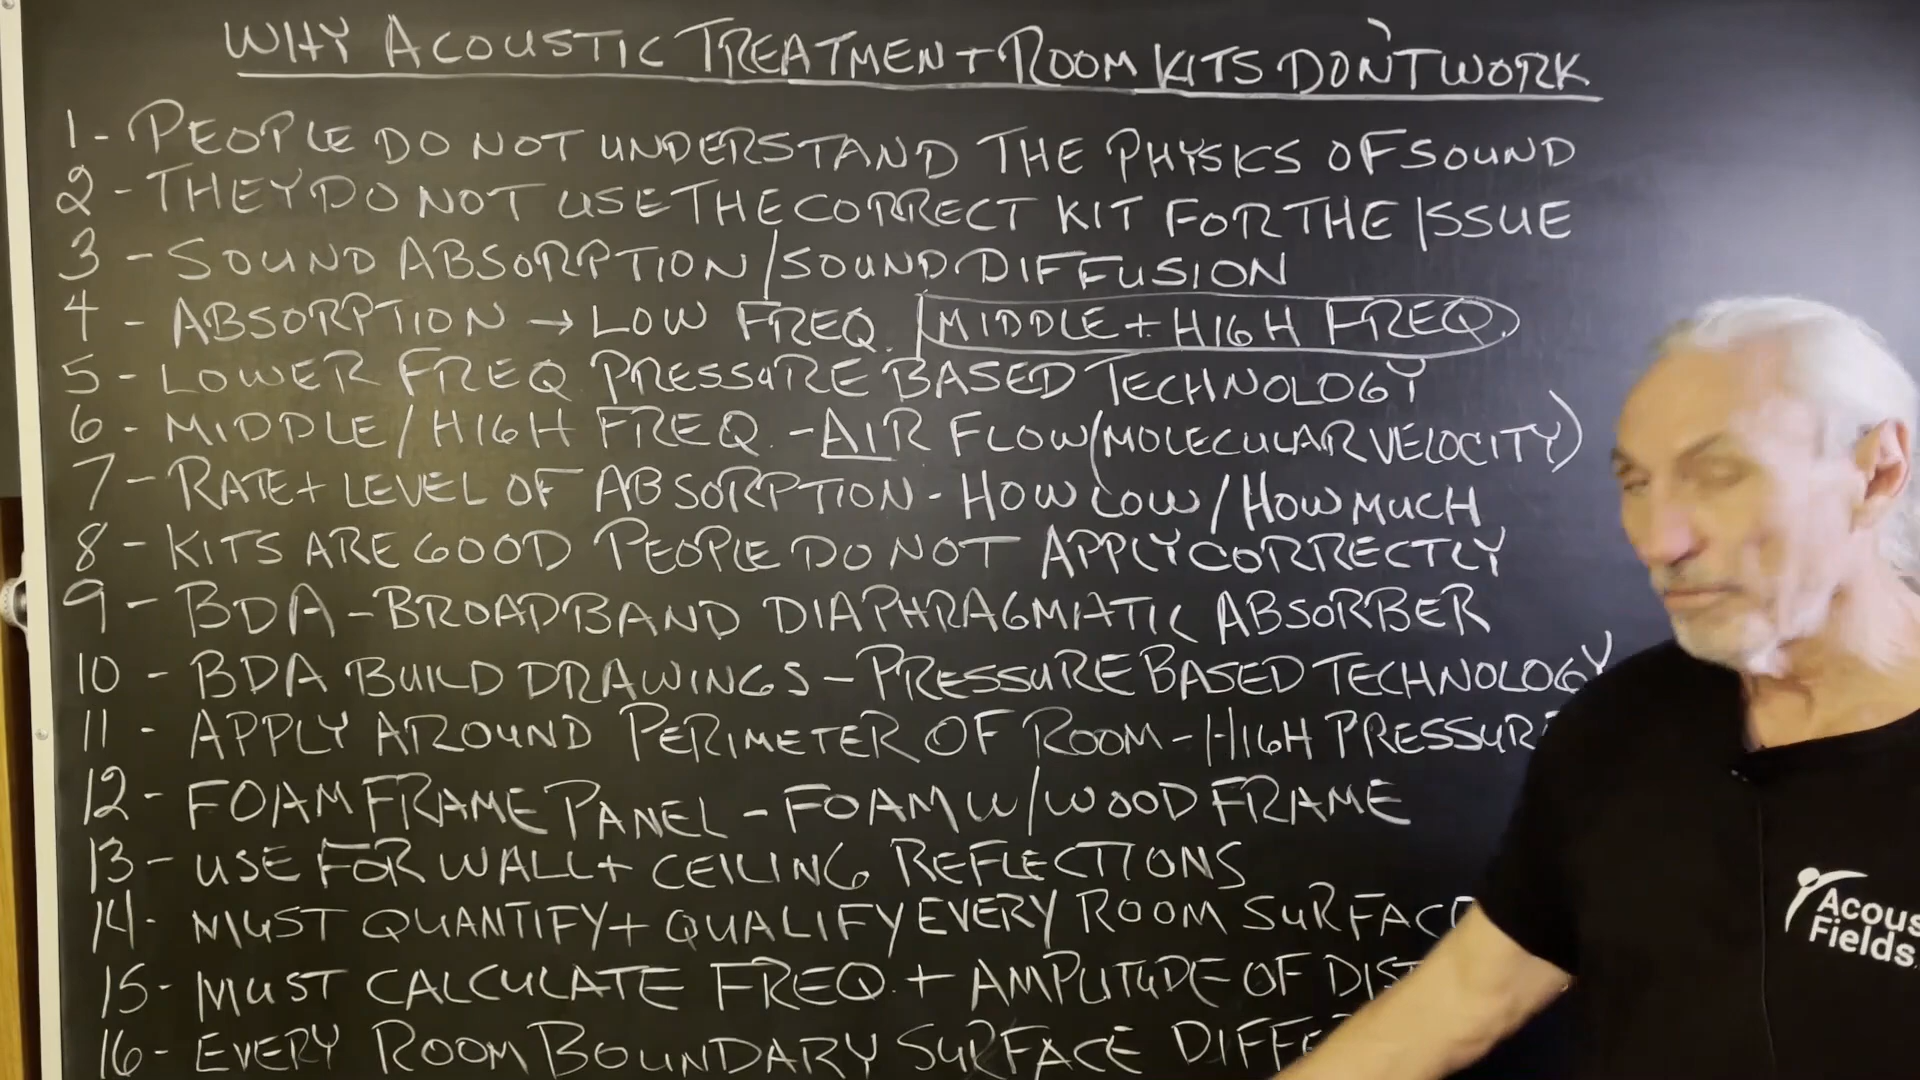 WHY ACOUSTIC TREATMENT + ROOM KITS DON'T WORK
1- PEOPLE DO NOT UNDERSTAND THE PHYSICS OF SOUND
2- THEY DO NOT USE THE CORRECT KIT FOR THE ISSUE
3- SOUND ABSORPTION/SOUND DIFFUSION
4- ABSORPTION → LOW FREQ. MIDDLE + HIGH FREQ.
5- LOWER FREQ PRESSURE BASED TECHNOLOGY
6- MIDDLE/HIGH FREQ. - AIR FLOW (MOLECULAR VELOCITY)
7- RATE + LEVEL OF ABSORPTION - HOW LOW/HOW MUCH
8- KITS ARE GOOD PEOPLE DO NOT APPLY CORRECTLY
9- BDA - BROADBAND DIAPHRAGMATIC ABSORBER
10- BDA BUILD DRAWINGS - PRESSURE BASED TECHNOLOGY
11- APPLY AROUND PERIMETER OF ROOM - HIGH PRESSURE
12- FOAM FRAME PANEL - FOAM W/WOOD FRAME
13- USE FOR WALL + CEILING REFLECTIONS
14- MUST QUANTIFY + QUALIFY EVERY ROOM SURFAC
15- MUST CALCULATE FREQ. + AMPLITUDE OF DIST
16- EVERY ROOM BOUNDARY SURFACE DIFFE
Acous
Fields